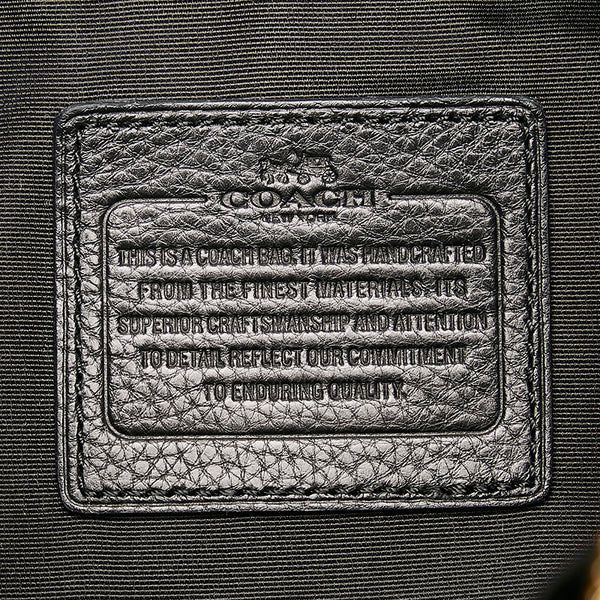 COACH
NEW YORK
THIS IS A COACH BAG. IT WAS HANDCRAFTED
FROM THE FINEST MATERIALS. ITS
SUPERIOR CRAFTSMANSHIP AND ATTENTION
TO DETAIL REFLECT OUR COMMITMENT
TO ENDURING QUALITY.